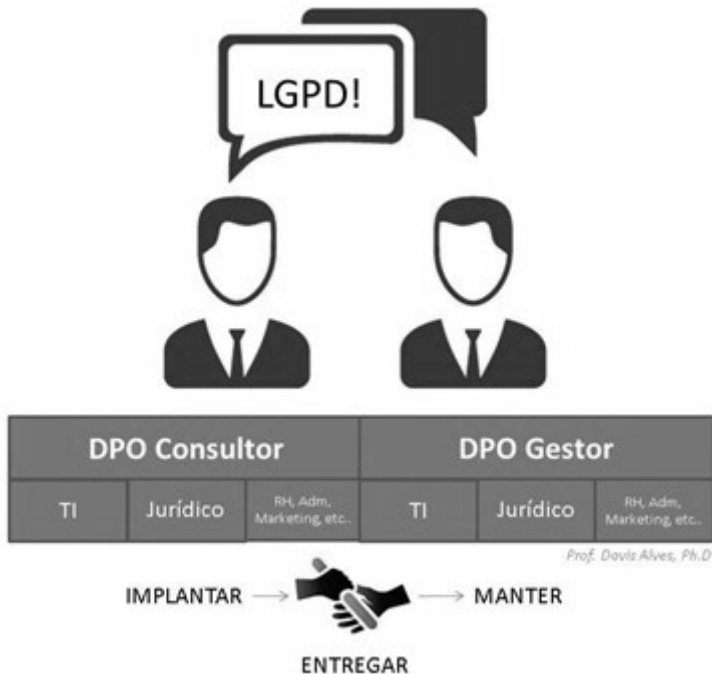 LGPD!
DPO Consultor
DPO Gestor
TI
Jurídico
RH, Adm,
Marketing, etc..
TI
Jurídico
RH, Adm,
Marketing, etc..
Prof. Davis Alves, Ph.D
IMPLANTAR
MANTER
ENTREGAR